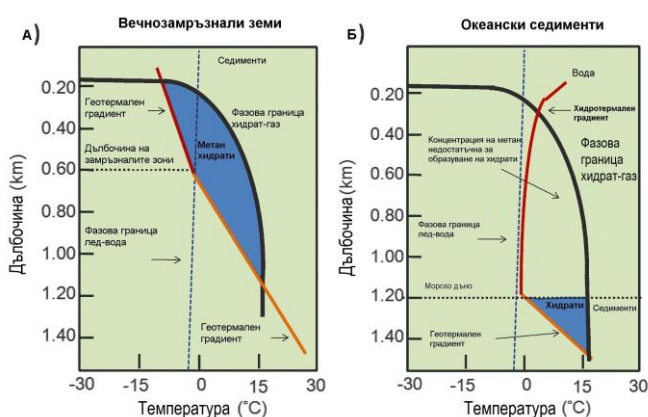 Вечнозамръзнали земи
А)
Седименти
0.20
0.40
0.60
0.80
1.00
1.20
1.40
Дълбочина (km)
Геотермален
градиент
Фазова граница
хидрат-газ
Метан
хидрати
Дълбочина на
замръзналите зони
Фазова граница
лед-вода
Геотермален
градиент
-30
-15
0
15
30
Температура (°C)
Океански седименти
Б)
Вода
0.20
0.40
0.60
0.80
1.00
1.20
1.40
Дълбочина (km)
Хидротермален
градиент
Концентрация на метан
недостатъчна за
образуване на хидрати
Фазова
граница
хидрат-газ
Фазова граница
лед-вода
Морско дъно
Хидрати
Седименти
Геотермален
градиент
-30
-15
0
15
30
Температура (°C)